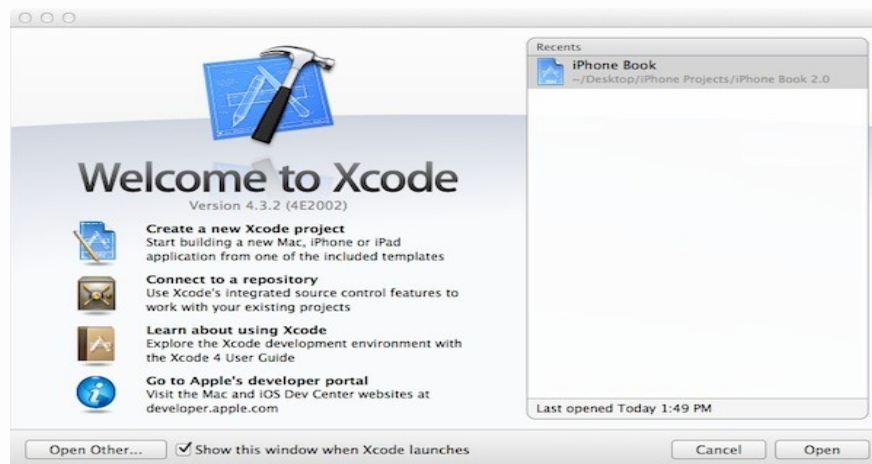 Welcome to Xcode
Version 4.3.2 (4E2002)
Create a new Xcode project
Start building a new Mac, iPhone or iPad
application from one of the included templates
Connect to a repository
Use Xcode's integrated source control features to
work with your existing projects
Learn about using Xcode
Explore the Xcode development environment with
the Xcode 4 User Guide
Go to Apple's developer portal
Visit the Mac and iOS Dev Center websites at
developer.apple.com
Recents
iPhone Book
~/Desktop/iPhone Projects/iPhone Book 2.0
Last opened Today 1:49 PM
Open Other...
Show this window when Xcode launches
Cancel
Open